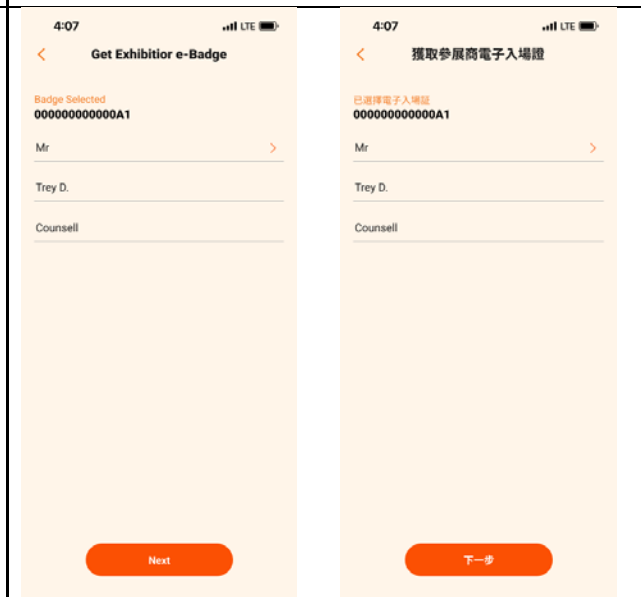 4:07 LTE
Get Exhibitior e-Badge
Badge Selected
000000000000A1
Mr
Trey D.
Counsell
Next
4:07 LTE
獲取參展商電子入場證
已選擇電子入場証
000000000000A1
Mr
Trey D.
Counsell
下一步